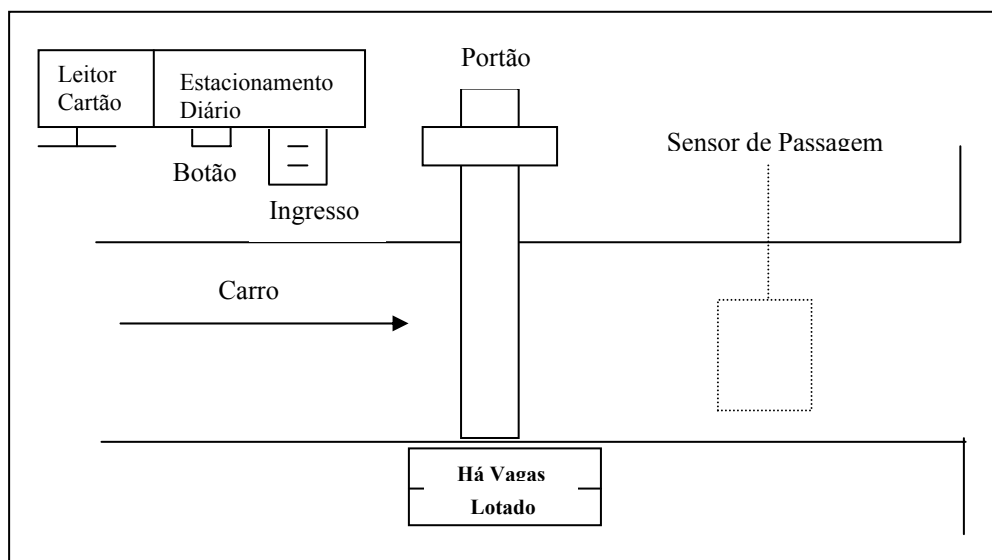 Leitor
Cartão
Estacionamento
Diário
Botão
Ingresso
Portão
Sensor de Passagem
Carro
Há Vagas
Lotado